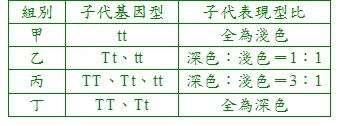 組別 子代基因型 子代表現型比
甲 tt 全為淺色
乙 Tt、tt 深色：淺色＝1：1
丙 TT、Tt、tt 深色：淺色＝3：1
丁 TT、Tt 全為深色